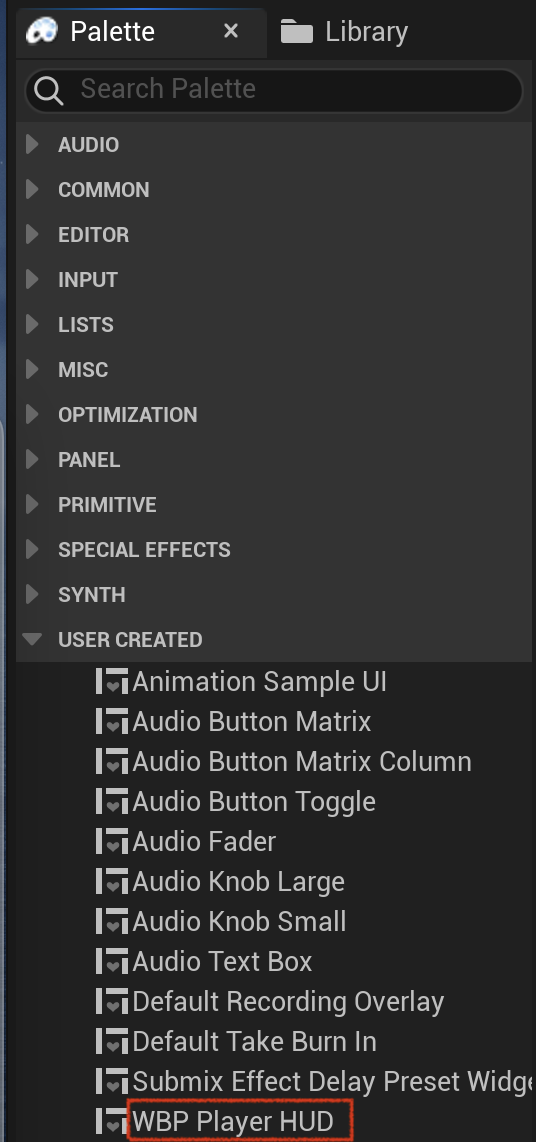 Palette
Library
Search Palette
AUDIO
COMMON
EDITOR
INPUT
LISTS
MISC
OPTIMIZATION
PANEL
PRIMITIVE
SPECIAL EFFECTS
SYNTH
USER CREATED
Animation Sample UI
Audio Button Matrix
Audio Button Matrix Column
Audio Button Toggle
Audio Fader
Audio Knob Large
Audio Knob Small
Audio Text Box
Default Recording Overlay
Default Take Burn In
Submix Effect Delay Preset Widge
WBP Player HUD